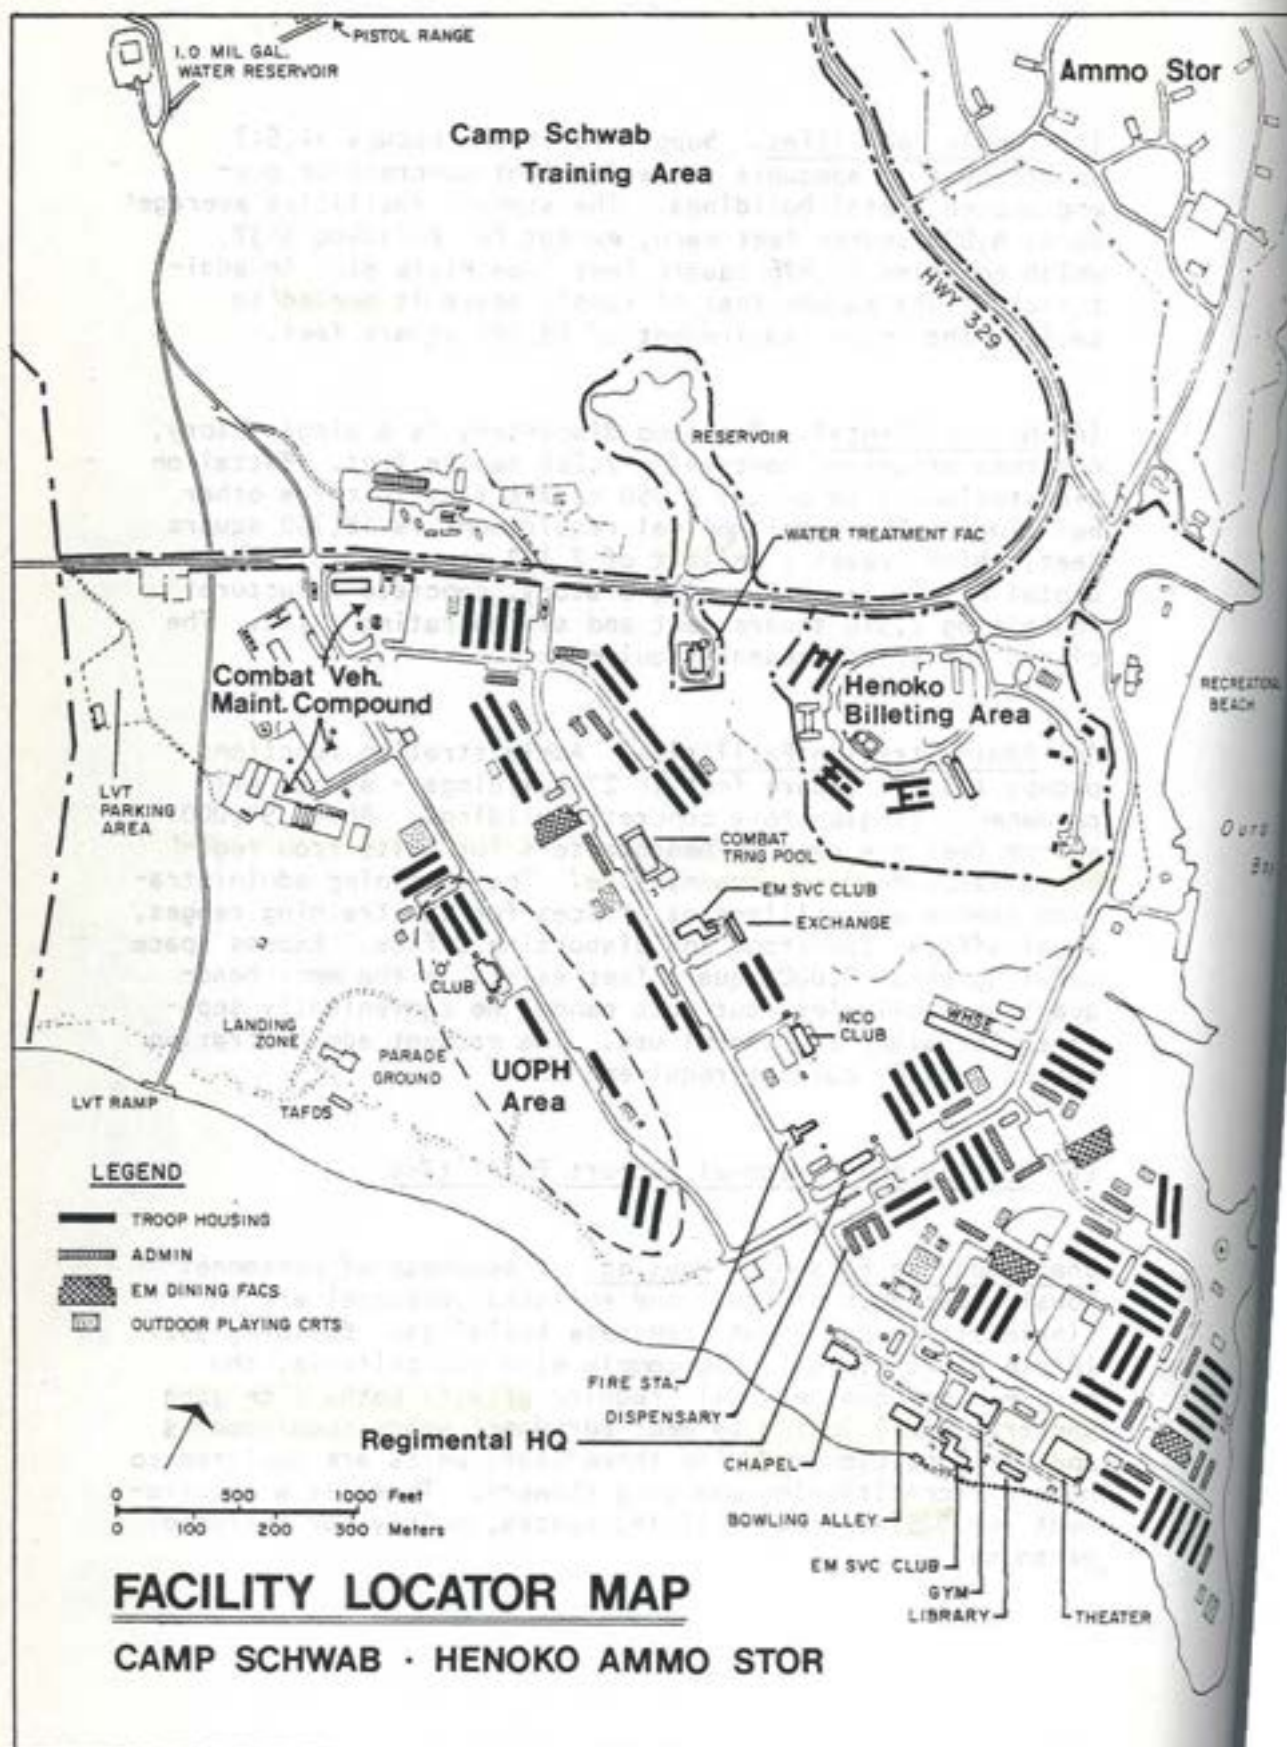 PISTOL RANGE
1.0 MIL GAL.
WATER RESERVOIR
Ammo Stor
Camp Schwab
Training Area
HWY 329
RESERVOIR
WATER TREATMENT FAC
Combat Veh.
Maint. Compound
Henoko
Billeting Area
RECREATIONAL
BEACH
LVT
PARKING
AREA
COMBAT
TRNG POOL
EM SVC CLUB
EXCHANGE
CLUB
LANDING
ZONE
PARADE
GROUND
NCO
CLUB
WHSE
UOPH
Area
LVT RAMP
TAFDS
LEGEND
TROOP HOUSING
ADMIN
EM DINING FACS
OUTDOOR PLAYING CRTS
FIRE STA.
DISPENSARY
Regimental HQ
CHAPEL
0 500 1000 Feet
0 100 200 300 Meters
BOWLING ALLEY
EM SVC CLUB
GYM
LIBRARY
THEATER
FACILITY LOCATOR MAP
CAMP SCHWAB · HENOKO AMMO STOR